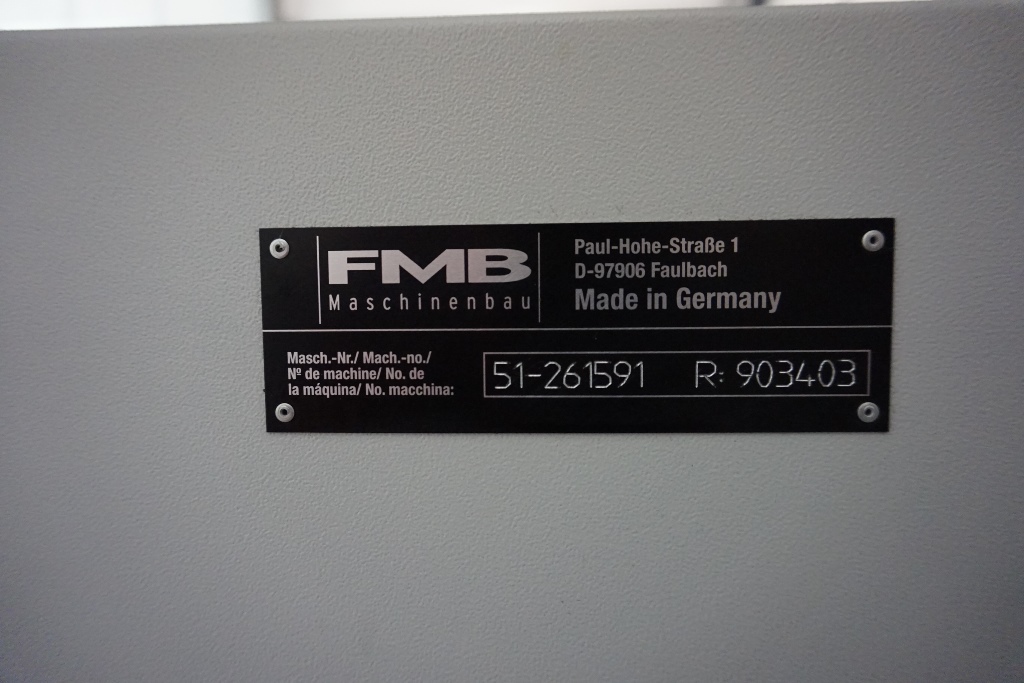 FMB
Maschinenbau
Paul-Hohe-Straße 1
D-97906 Faulbach
Made in Germany
Masch.-Nr./ Mach.-no./
Nº de machine/ No. de
la máquina/ No. macchina:
51-261591 R: 903403